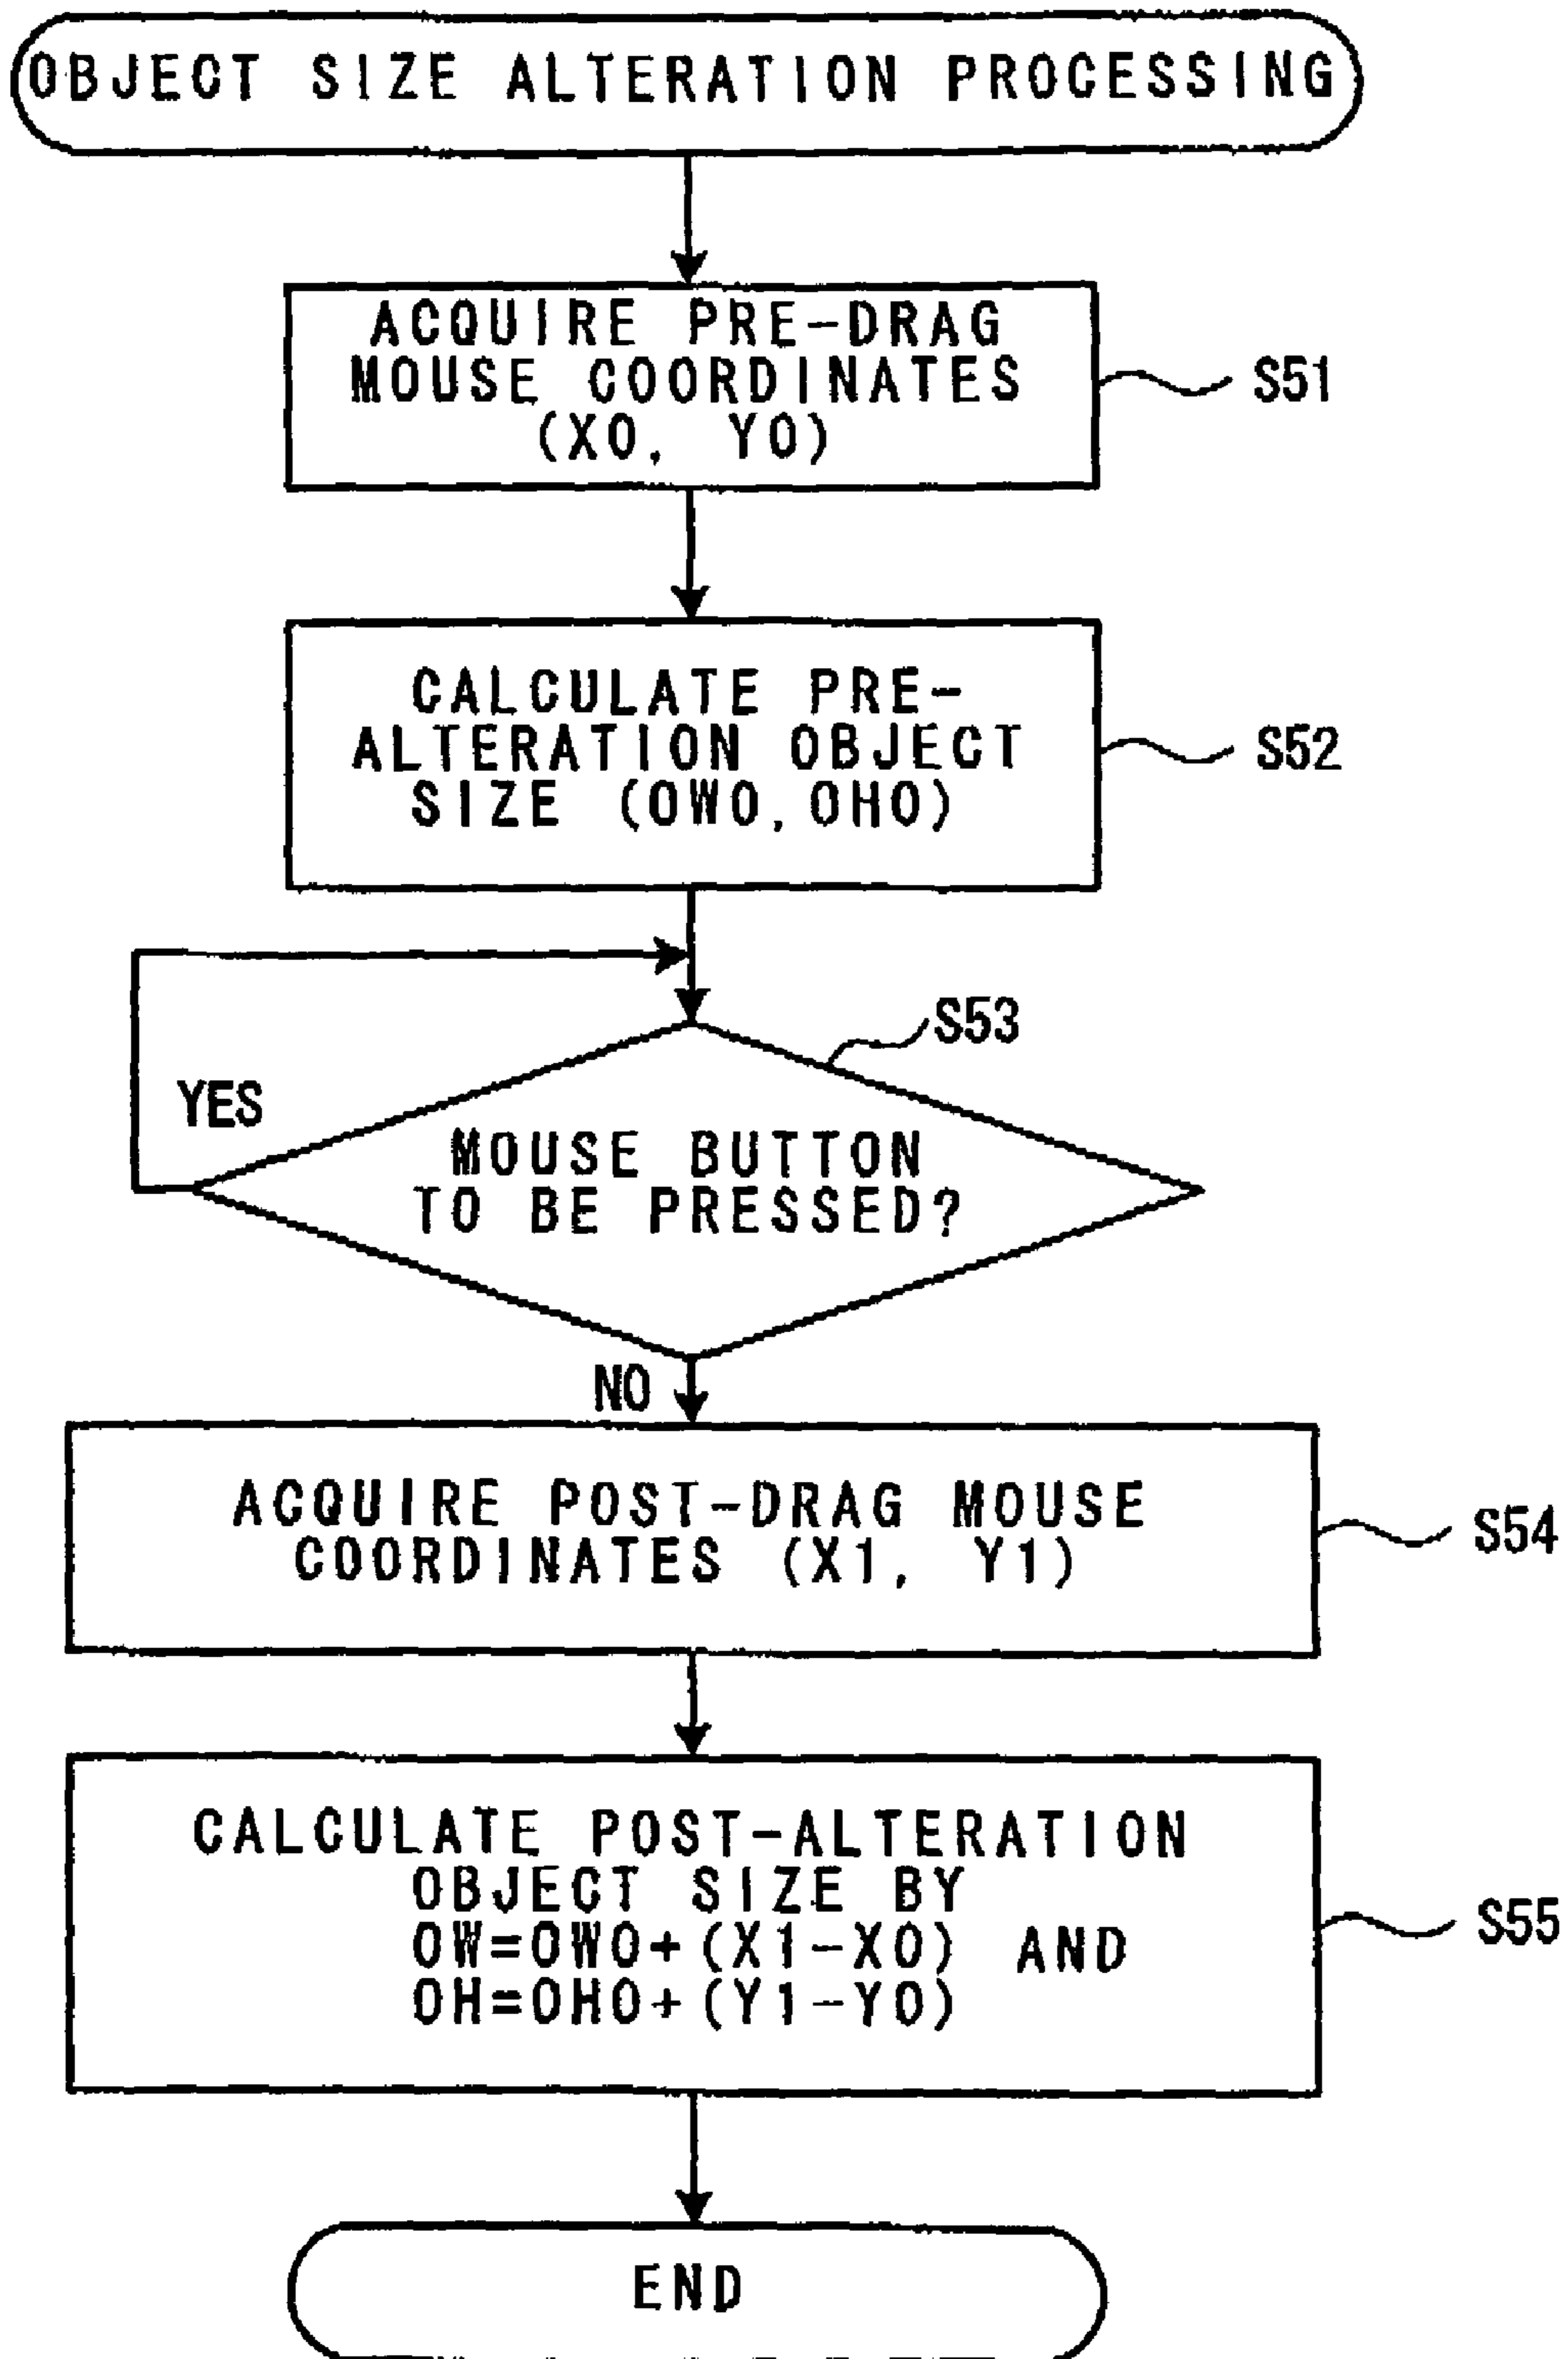 OBJECT SIZE ALTERATION PROCESSING
ACQUIRE PRE-DRAG
MOUSE COORDINATES
(X0, Y0)
S51
CALCULATE PRE-
ALTERATION OBJECT
SIZE (OW0,OH0)
S52
S53
YES
MOUSE BUTTON
TO BE PRESSED?
NO
ACQUIRE POST-DRAG MOUSE
COORDINATES (X1, Y1)
S54
CALCULATE POST-ALTERATION
OBJECT SIZE BY
OW=OW0+(X1-X0) AND
OH=OH0+(Y1-Y0)
S55
END